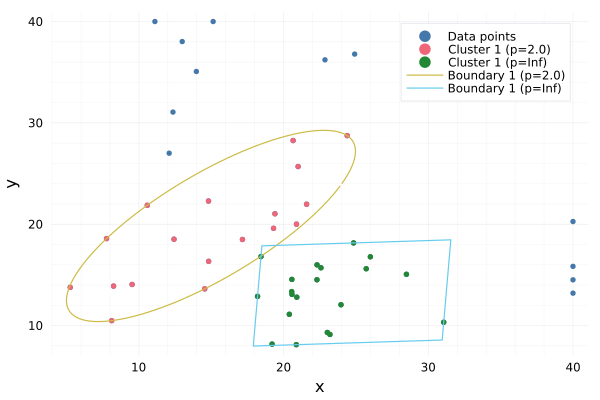 40
30
20
10
y
10
20
30
40
x
Data points
Cluster 1 (p=2.0)
Cluster 1 (p=Inf)
Boundary 1 (p=2.0)
Boundary 1 (p=Inf)